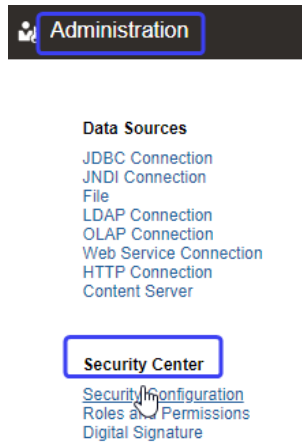 Administration
Data Sources
JDBC Connection
JNDI Connection
File
LDAP Connection
OLAP Connection
Web Service Connection
HTTP Connection
Content Server
Security Center
Security Configuration
Roles and Permissions
Digital Signature